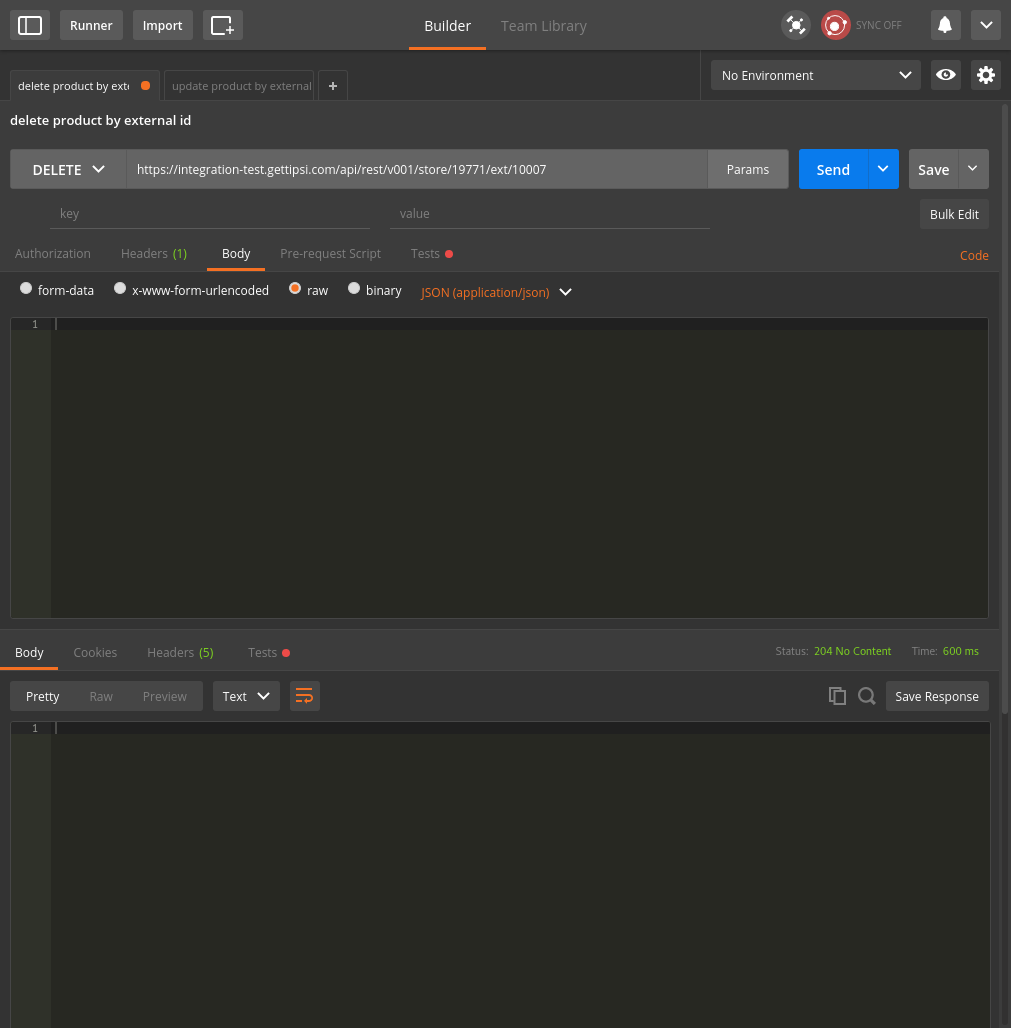 Runner Import Builder Team Library SYNC OFF
delete product by exte update product by external No Environment
delete product by external id
DELETE https://integration-test.gettipsi.com/api/rest/v001/store/19771/ext/10007 Params Send Save
key value Bulk Edit
Authorization Headers (1) Body Pre-request Script Tests Code
form-data x-www-form-urlencoded raw binary JSON (application/json)
1
Body Cookies Headers (5) Tests Status: 204 No Content Time: 600 ms
Pretty Raw Preview Text Save Response
1